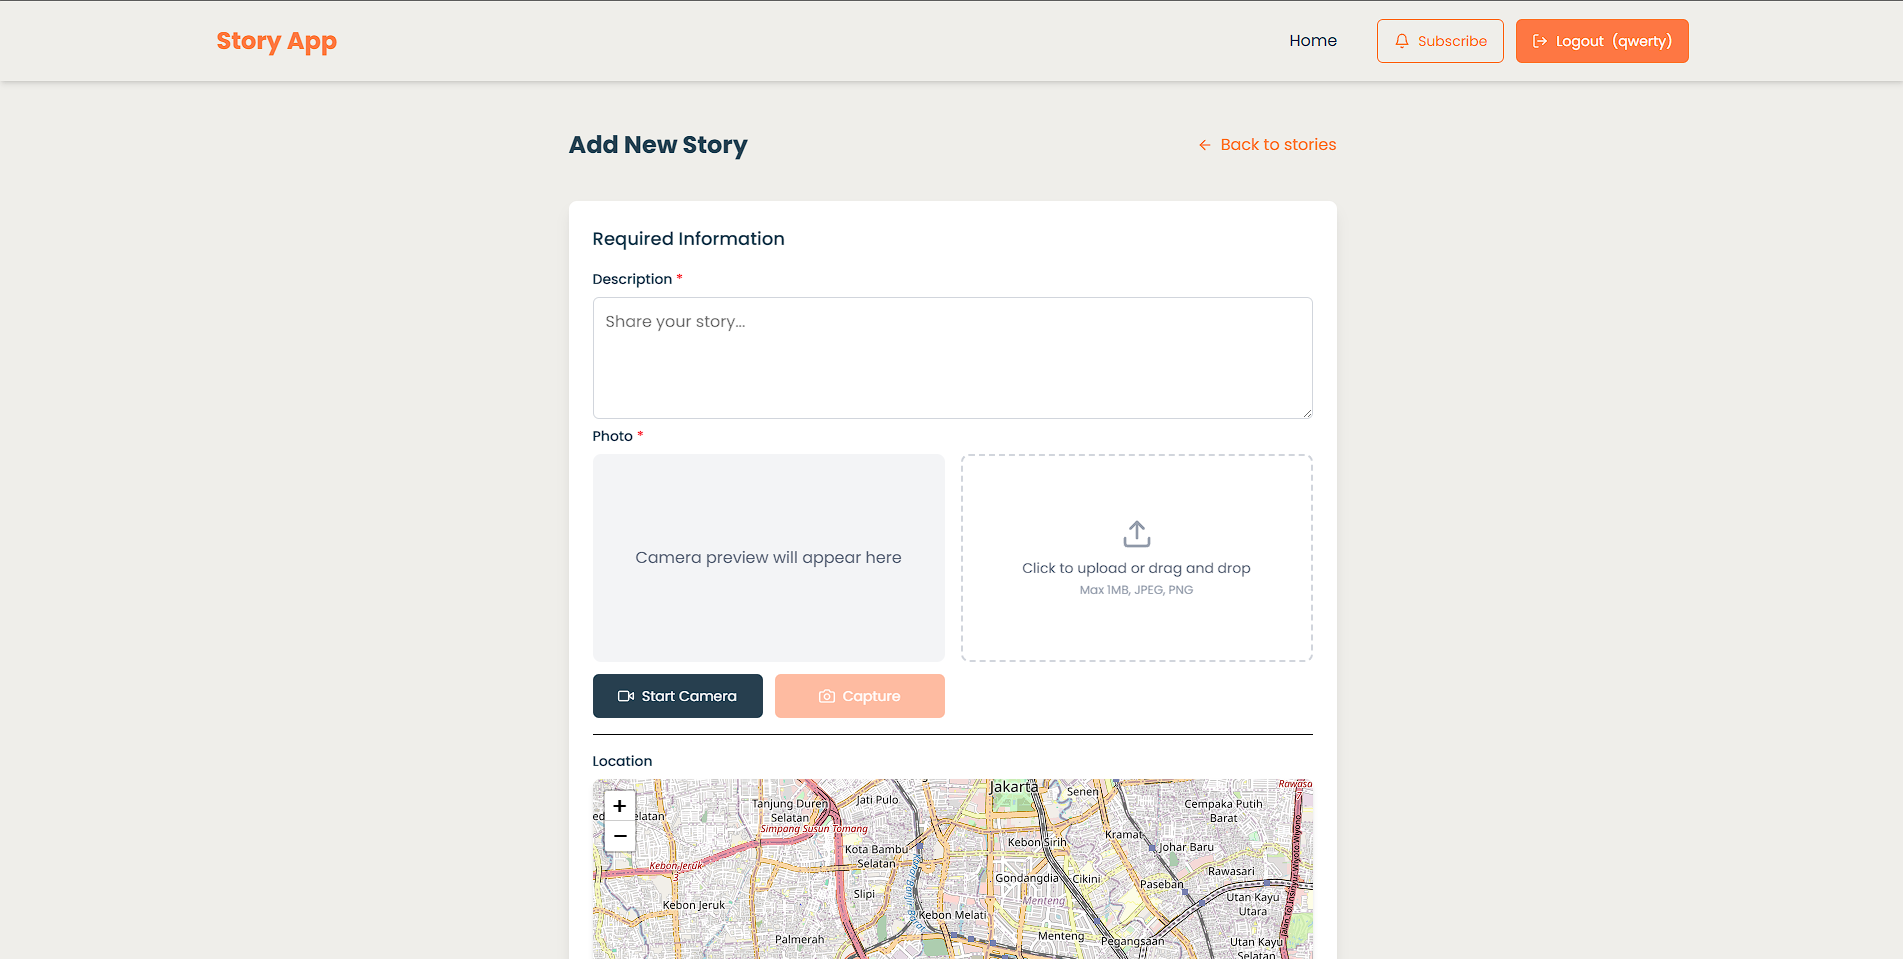 Story App
Home
Subscribe
Logout (qwerty)
Add New Story
Back to stories
Required Information
Description *
Share your story...
Photo *
Camera preview will appear here
Click to upload or drag and drop
Max 1MB, JPEG, PNG
Start Camera
Capture
Location
+
−
Tanjung Duren
Selatan
Jati Pulo
Simpang Susun Tomang
Jakarta
Senen
Cempaka Putih
Barat
Kebon Jeruk
3
Kota Bambu
Selatan
Kebon Sirih
Kramat
Johar Baru
Slipi
Gondangdia
Cikini
Menteng
Paseban
Rawasari
Utan Kayu
Utara
Kebon Jeruk
Kebon Melati
Palmerah
Menteng
Pegangsaan
Utan Kayu
Selatan